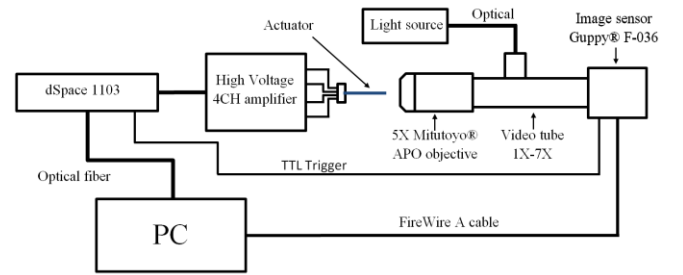 Image sensor
Guppy® F-036
Optical
Light source
Actuator
High Voltage
4CH amplifier
dSpace 1103
5X Mitutoyo®
APO objective
Video tube
1X-7X
TTL Trigger
Optical fiber
PC
FireWire A cable